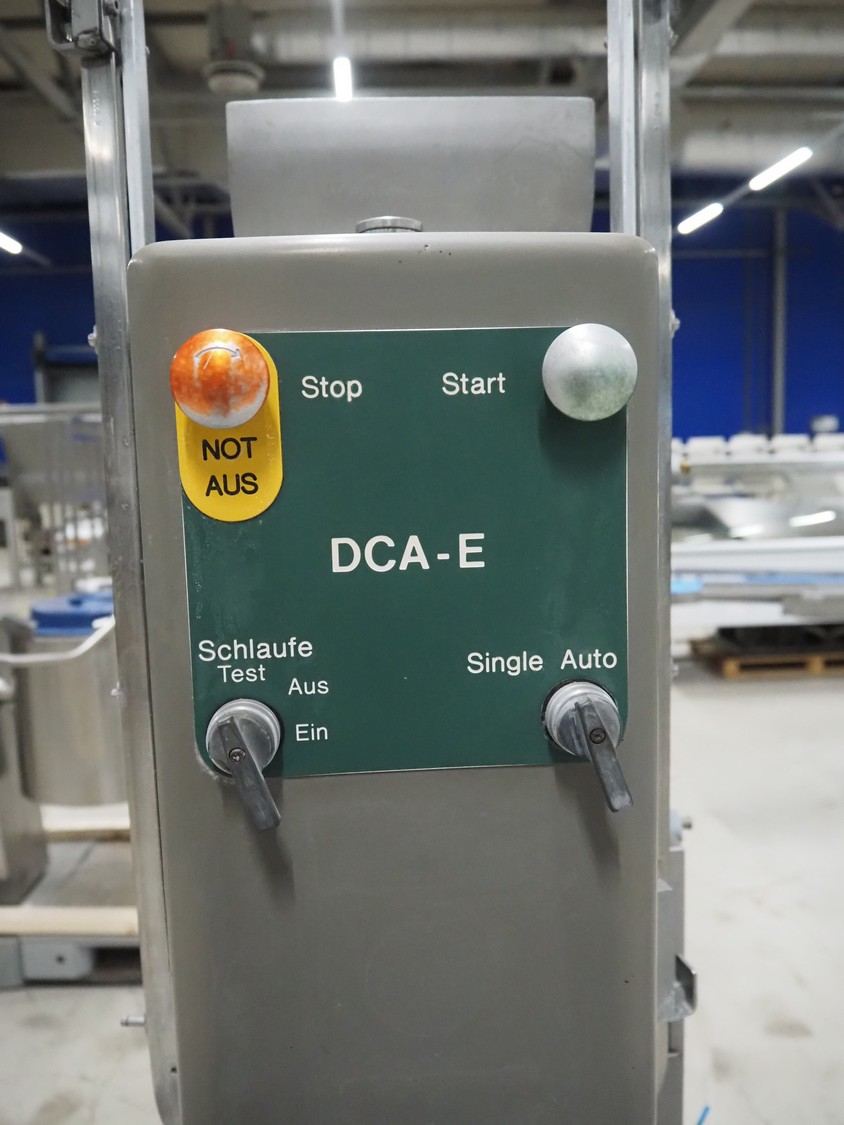 Stop
Start
NOT
AUS
DCA-E
Schlaufe
Test
Aus
Ein
Single Auto